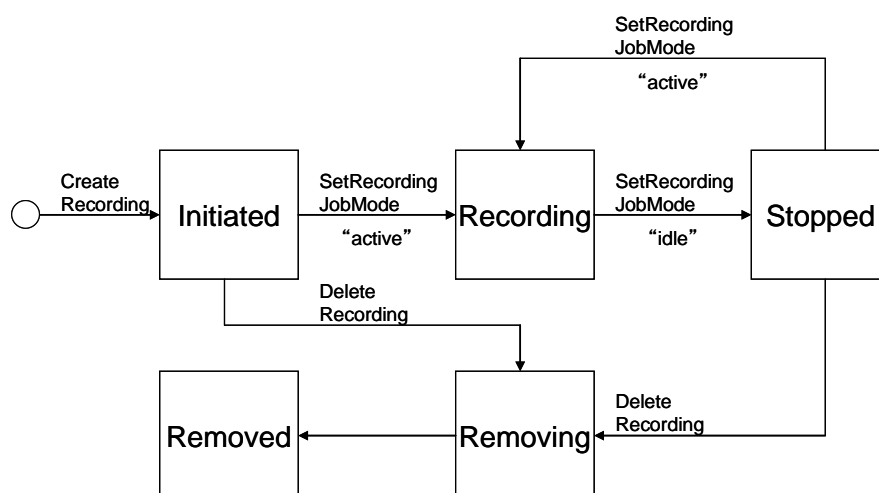 SetRecording
JobMode
“active”
Create
Recording
Initiated
SetRecording
JobMode
“active”
Recording
SetRecording
JobMode
“idle”
Stopped
Delete
Recording
Removed
Removing
Delete
Recording